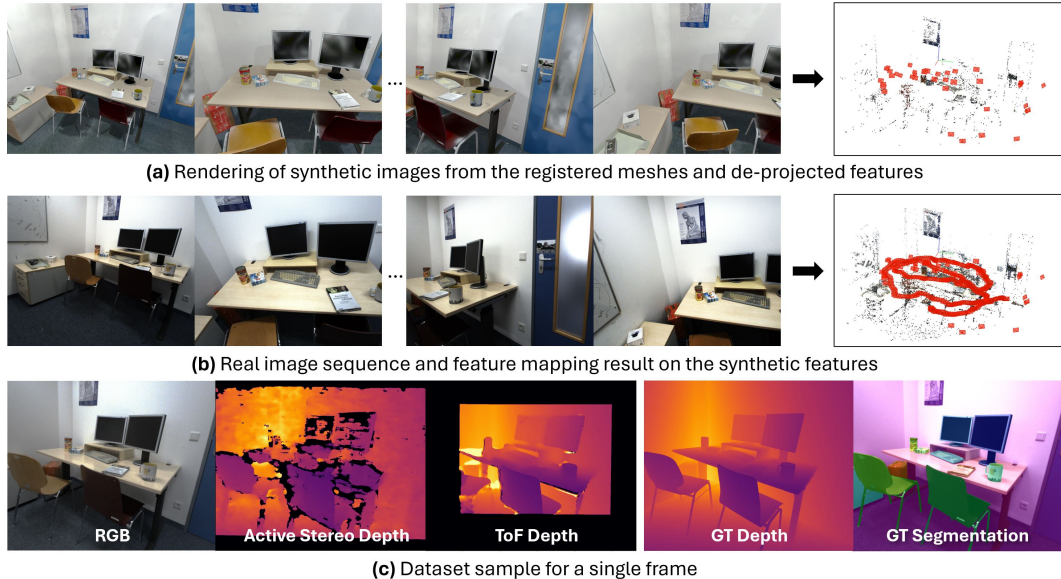 ...
(a) Rendering of synthetic images from the registered meshes and de-projected features
...
(b) Real image sequence and feature mapping result on the synthetic features
RGB
Active Stereo Depth
ToF Depth
GT Depth
GT Segmentation
(c) Dataset sample for a single frame